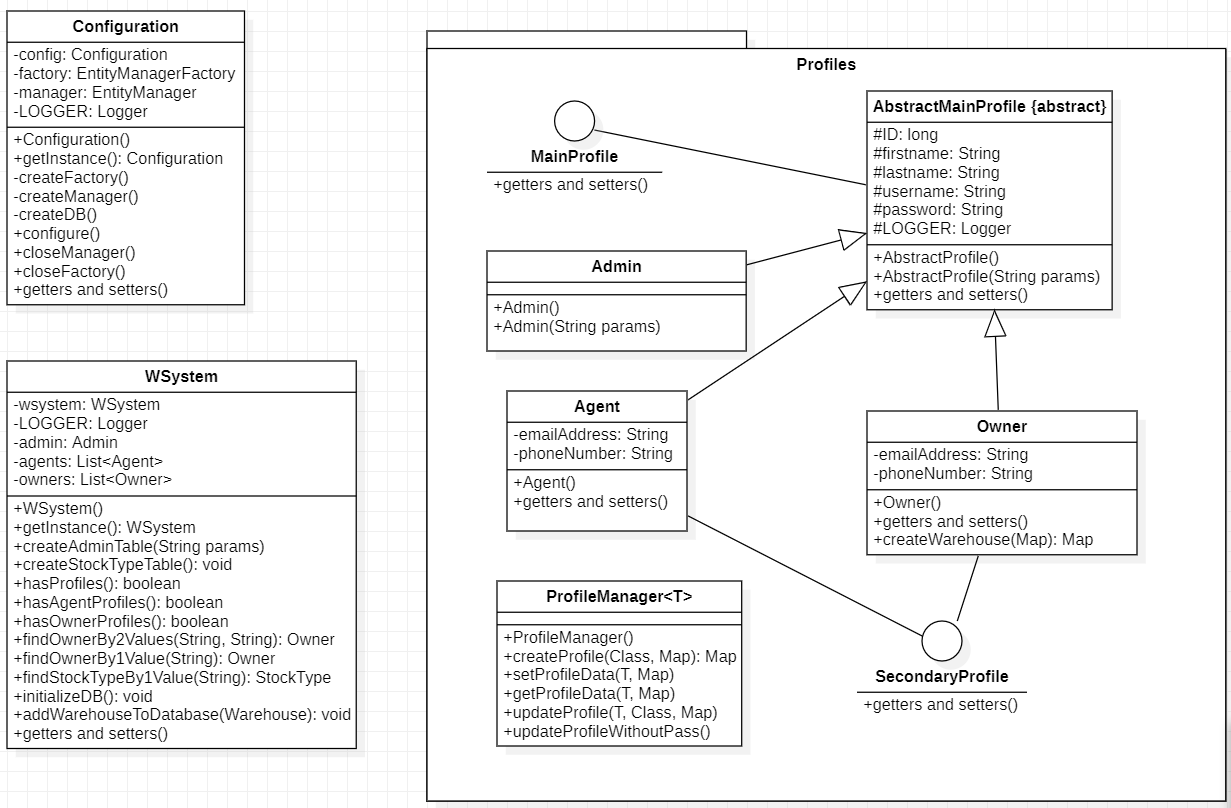 Configuration
-config: Configuration
-factory: EntityManagerFactory
-manager: EntityManager
-LOGGER: Logger
+Configuration()
+getInstance(): Configuration
-createFactory()
-createManager()
-createDB()
+configure()
+closeManager()
+closeFactory()
+getters and setters()
WSystem
-wsystem: WSystem
-LOGGER: Logger
-admin: Admin
-agents: List<Agent>
-owners: List<Owner>
+WSystem()
+getInstance(): WSystem
+createAdminTable(String params)
+createStockTypeTable(): void
+hasProfiles(): boolean
+hasAgentProfiles(): boolean
+hasOwnerProfiles(): boolean
+findOwnerBy2Values(String, String): Owner
+findOwnerBy1Value(String): Owner
+findStockTypeBy1Value(String): StockType
+initializeDB(): void
+addWarehouseToDatabase(Warehouse): void
+getters and setters()
Profiles
MainProfile
+getters and setters()
AbstractMainProfile {abstract}
#ID: long
#firstname: String
#lastname: String
#username: String
#password: String
#LOGGER: Logger
+AbstractProfile()
+AbstractProfile(String params)
+getters and setters()
Admin
+Admin()
+Admin(String params)
Agent
-emailAddress: String
-phoneNumber: String
+Agent()
+getters and setters()
Owner
-emailAddress: String
-phoneNumber: String
+Owner()
+getters and setters()
+createWarehouse(Map): Map
ProfileManager<T>
+ProfileManager()
+createProfile(Class, Map): Map
+setProfileData(T, Map)
+getProfileData(T, Map)
+updateProfile(T, Class, Map)
+updateProfileWithoutPass()
SecondaryProfile
+getters and setters()